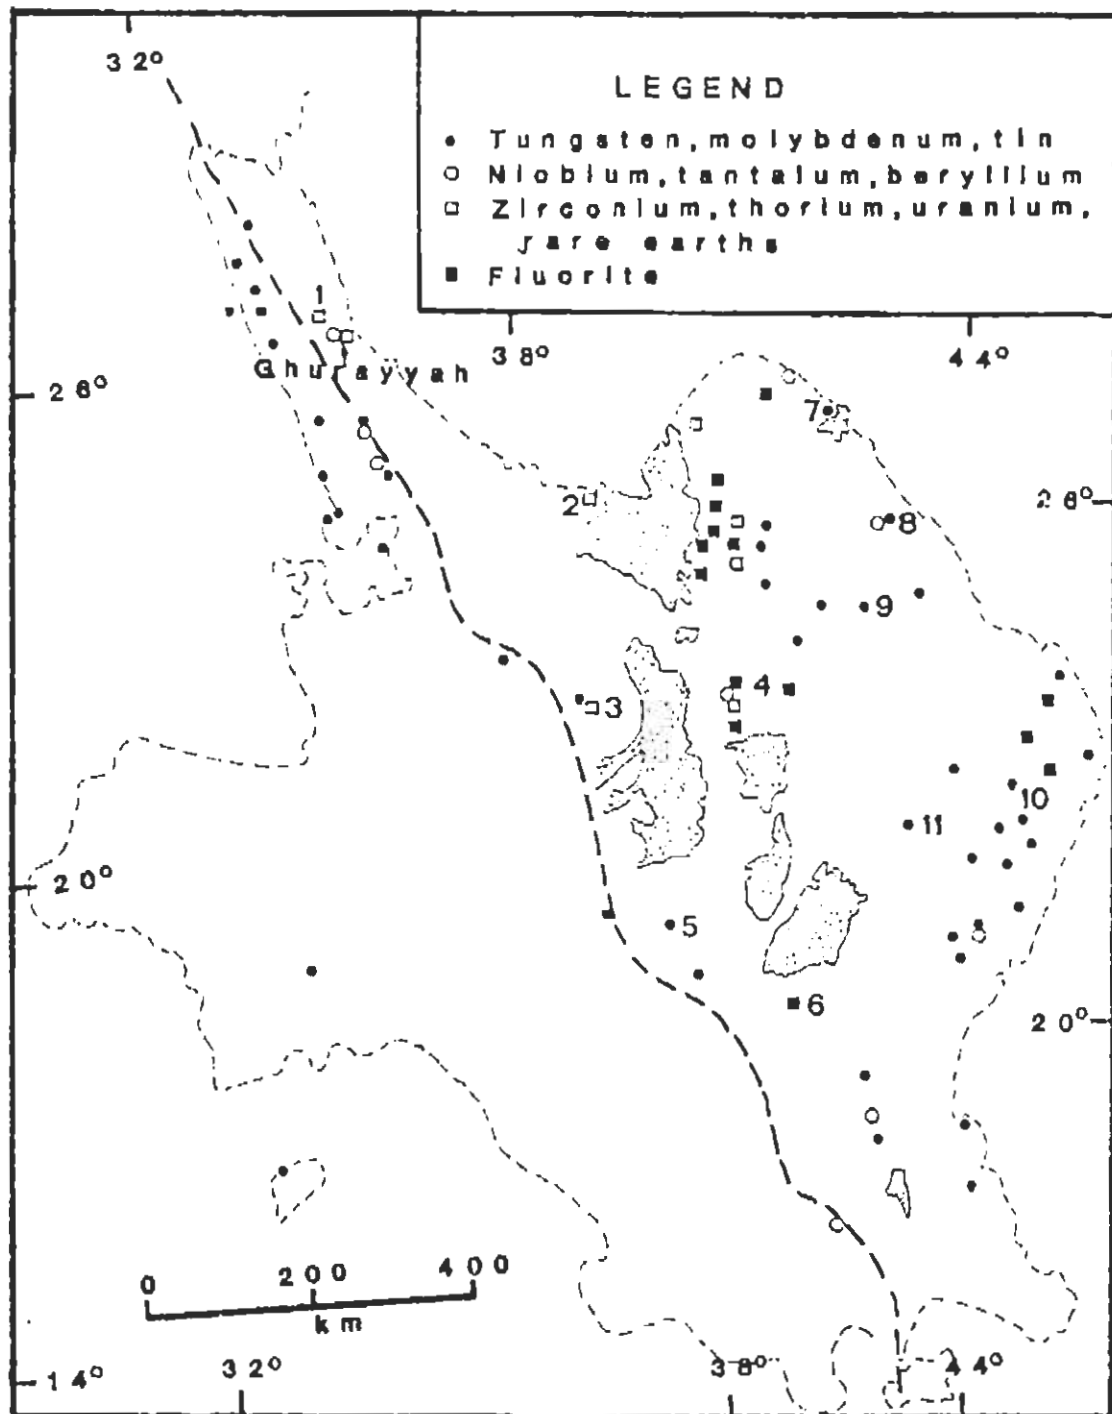 32°
LEGEND
Tungsten, molybdenum, tin
Niobium, tantalum, beryllium
Zirconium, thorium, uranium,
rare earths
Fluorite
1
38°
44°
Ghurayyah
28°
7
2
26°
8
9
4
3
10
11
20°
5
6
20°
0 200 400
km
14°
32°
38°
44°